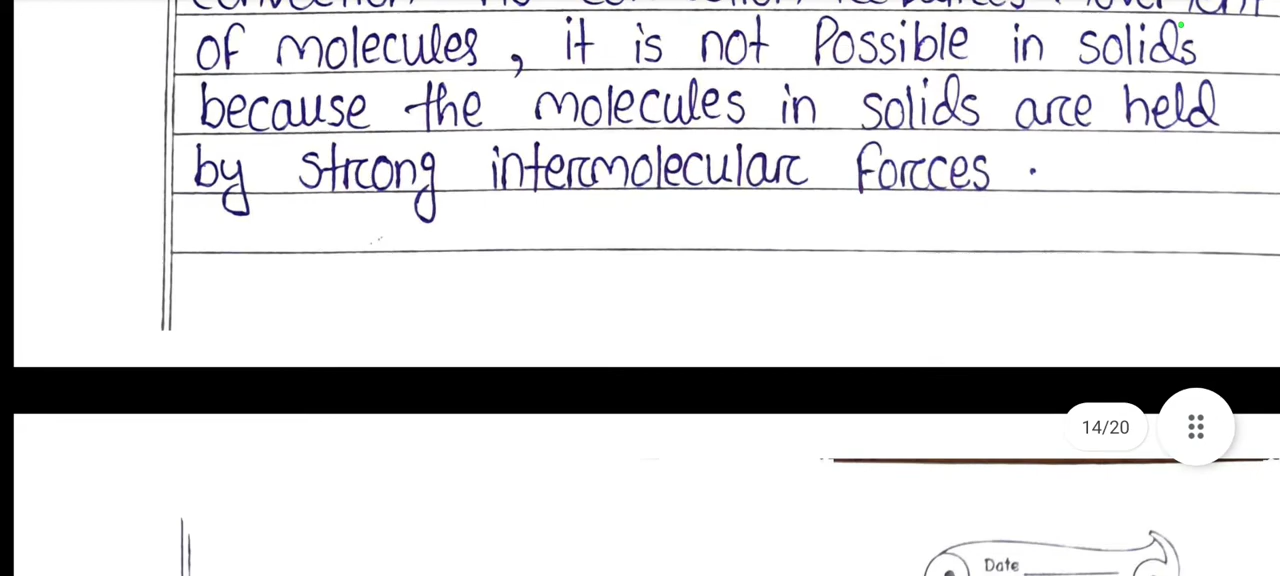 of molecules, it is not Possible in solids
because the molecules in solids are held
by strong intermolecular forces.
14/20
Date